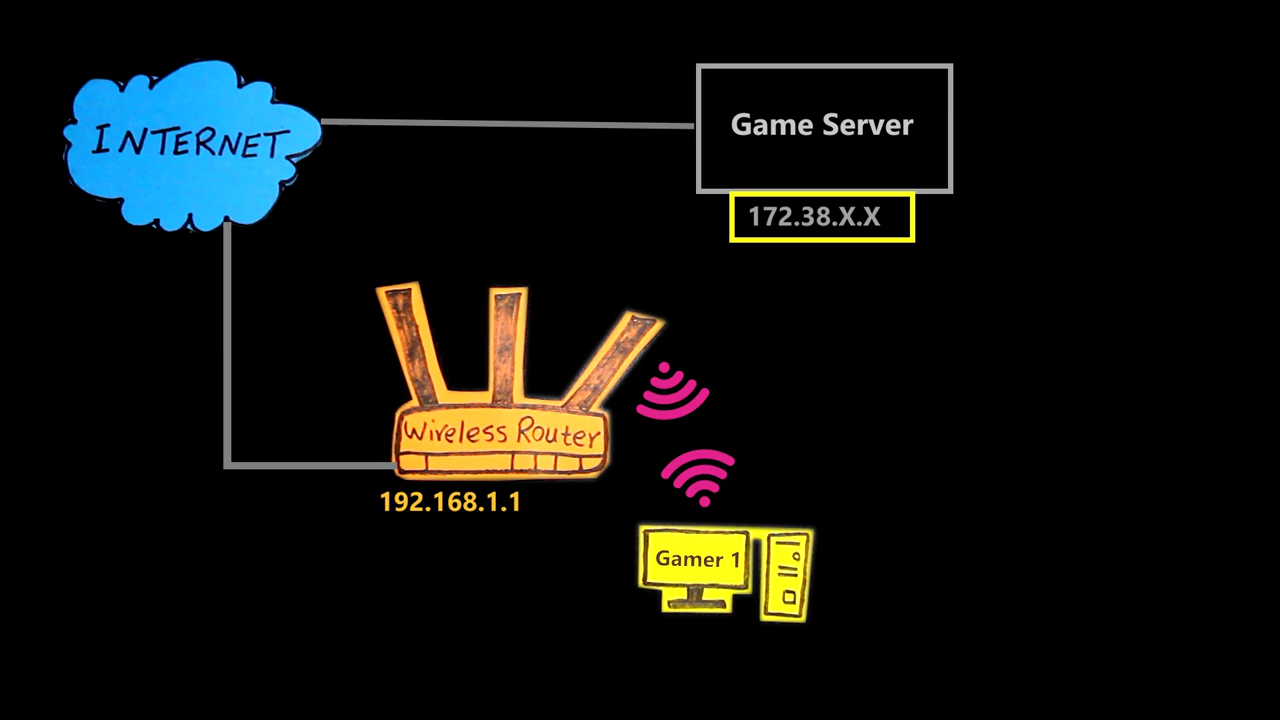 INTERNET
Game Server
172.38.X.X
Wireless Router
192.168.1.1
Gamer 1